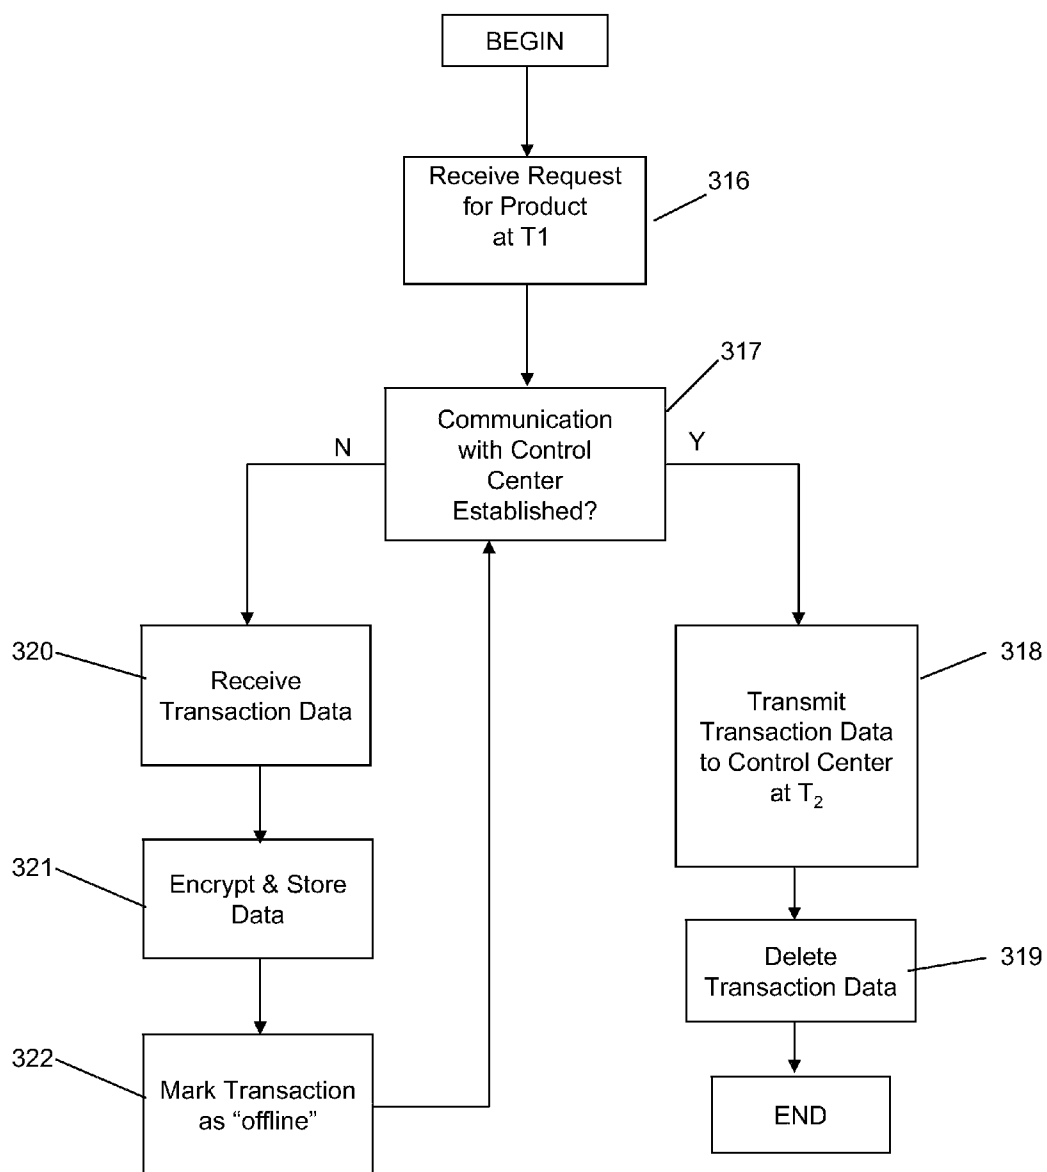 BEGIN
Receive Request
for Product
at T1
316
317
Communication
with Control
Center
Established?
N
Y
320
Receive
Transaction Data
318
Transmit
Transaction Data
to Control Center
at T₂
321
Encrypt & Store
Data
319
Delete
Transaction Data
322
Mark Transaction
as “offline”
END